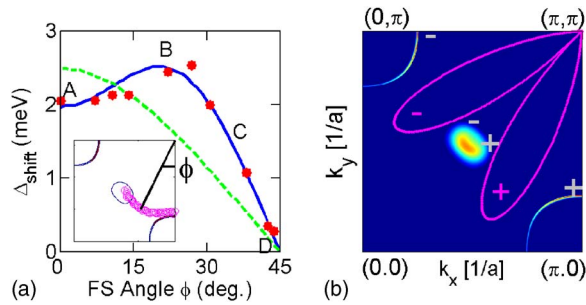 3
2
1
0
Δshift (meV)
A
B
C
D
ϕ
0
15
30
45
FS Angle ϕ (deg.)
(a)
(0,π)
(π,π)
-
-
-
+
+
+
ky [1/a]
(0.0)
kx [1/a]
(π.0)
(b)